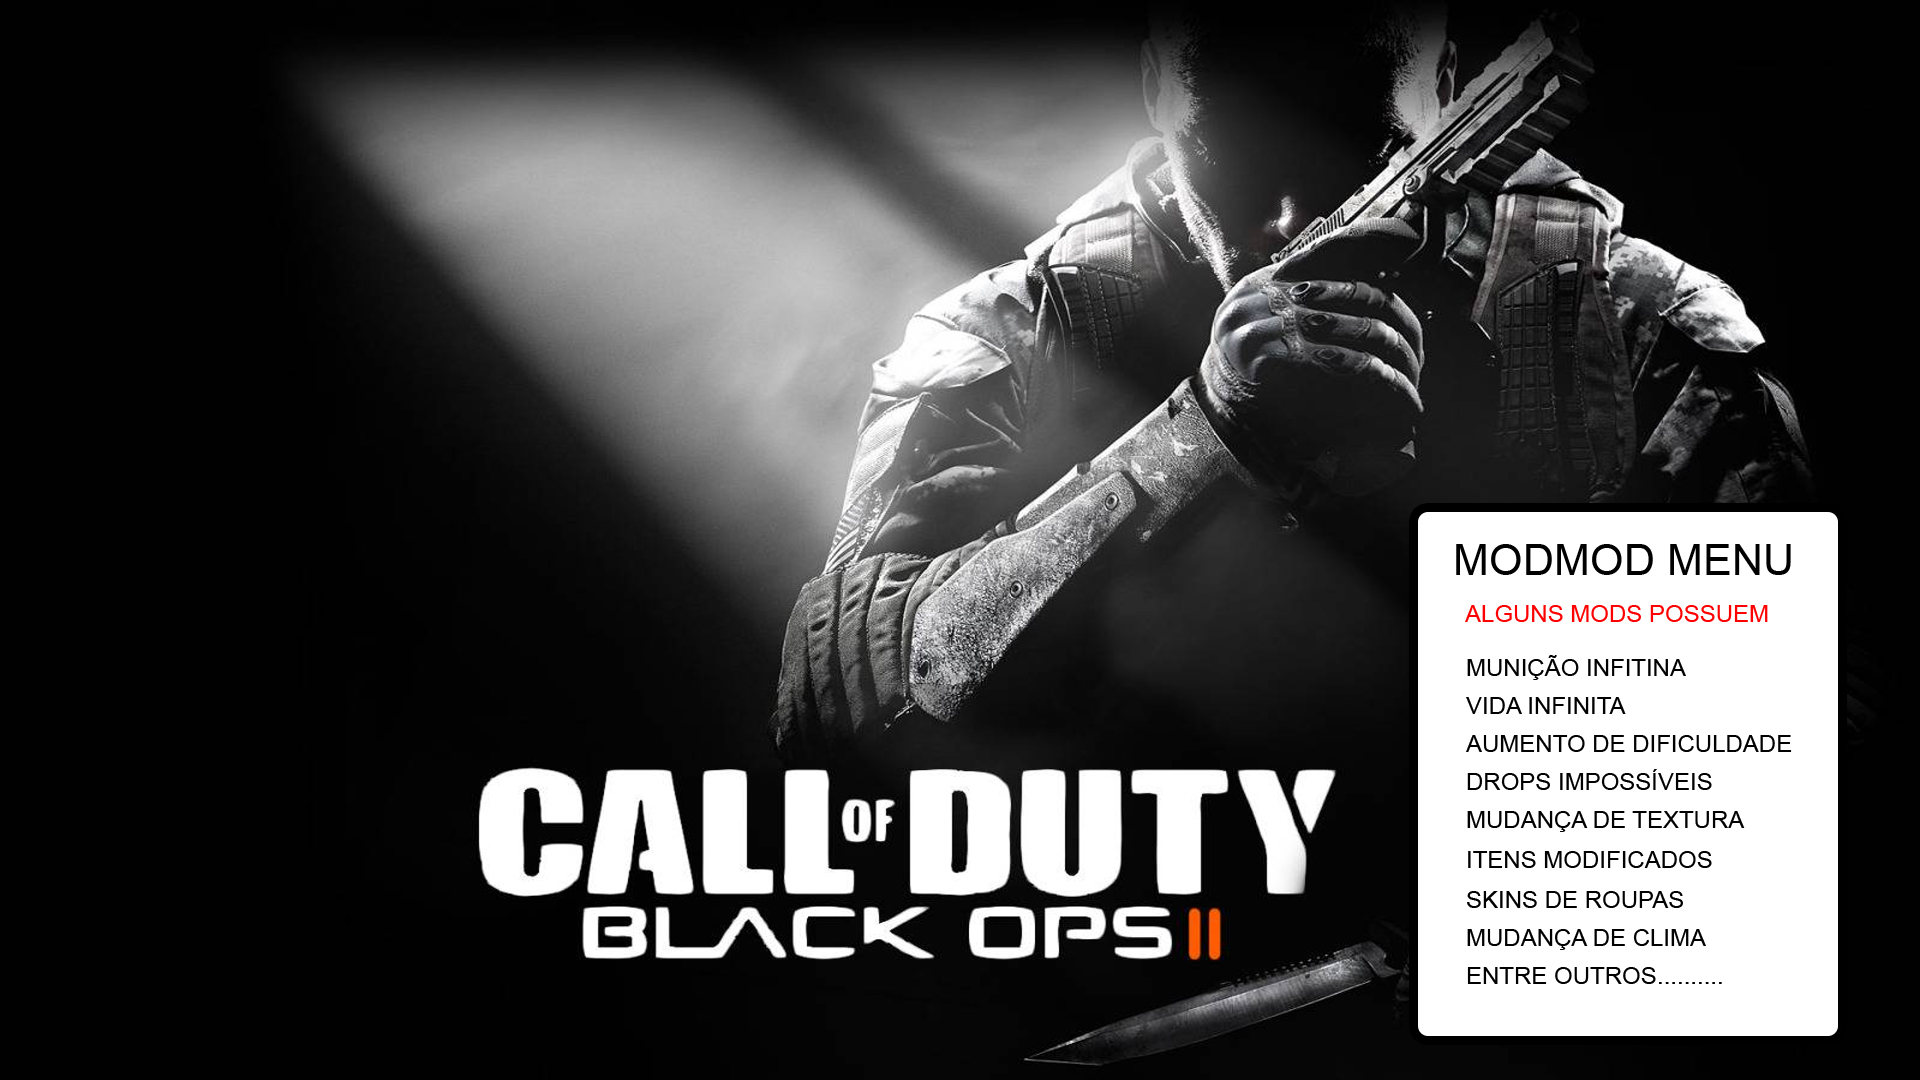 CALL OF DUTY
BLACK OPS II
MODMOD MENU
ALGUNS MODS POSSUEM
MUNIÇÃO INFITINA
VIDA INFINITA
AUMENTO DE DIFICULDADE
DROPS IMPOSSÍVEIS
MUDANÇA DE TEXTURA
ITENS MODIFICADOS
SKINS DE ROUPAS
MUDANÇA DE CLIMA
ENTRE OUTROS..........